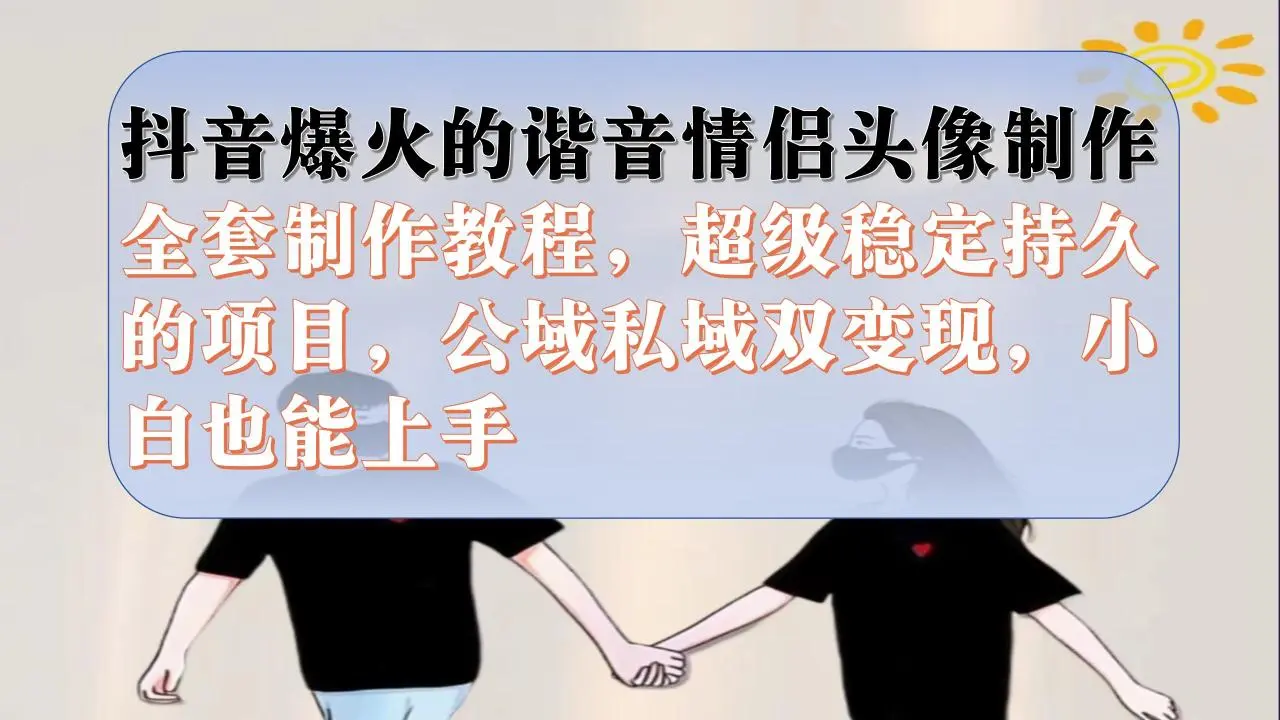 抖音爆火的谐音情侣头像制作
全套制作教程，超级稳定持久
的项目，公域私域双变现，小
白也能上手